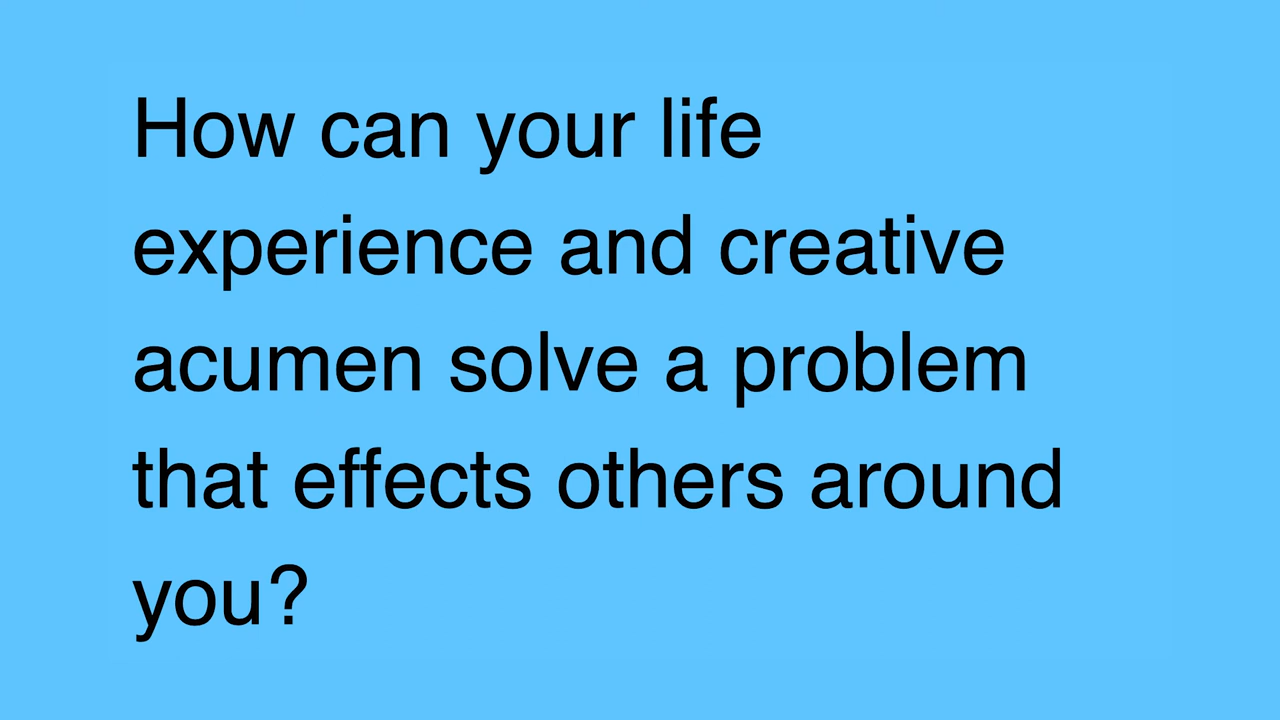 How can your life
experience and creative
acumen solve a problem
that effects others around
you?